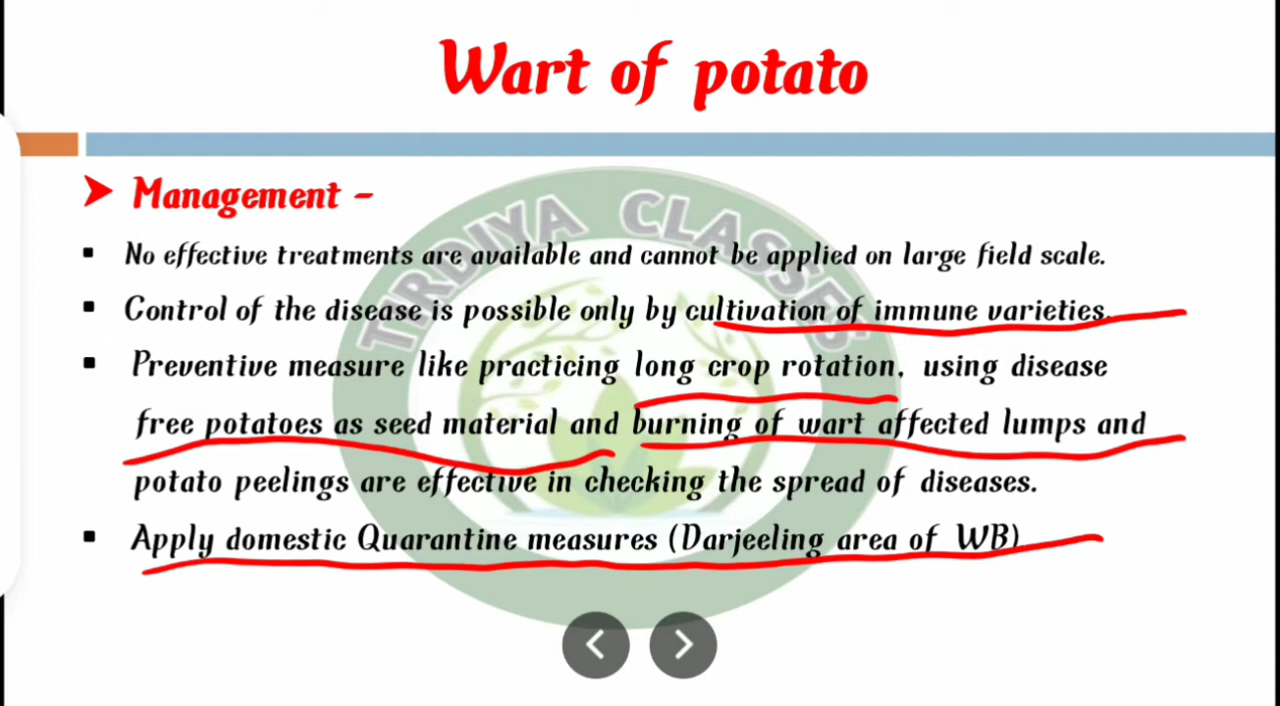 Wart of potato
TIRDIYA CLASSES
➤ Management –
▪ No effective treatments are available and cannot be applied on large field scale.
▪ Control of the disease is possible only by cultivation of immune varieties.
▪ Preventive measure like practicing long crop rotation, using disease
free potatoes as seed material and burning of wart affected lumps and
potato peelings are effective in checking the spread of diseases.
▪ Apply domestic Quarantine measures (Darjeeling area of WB)